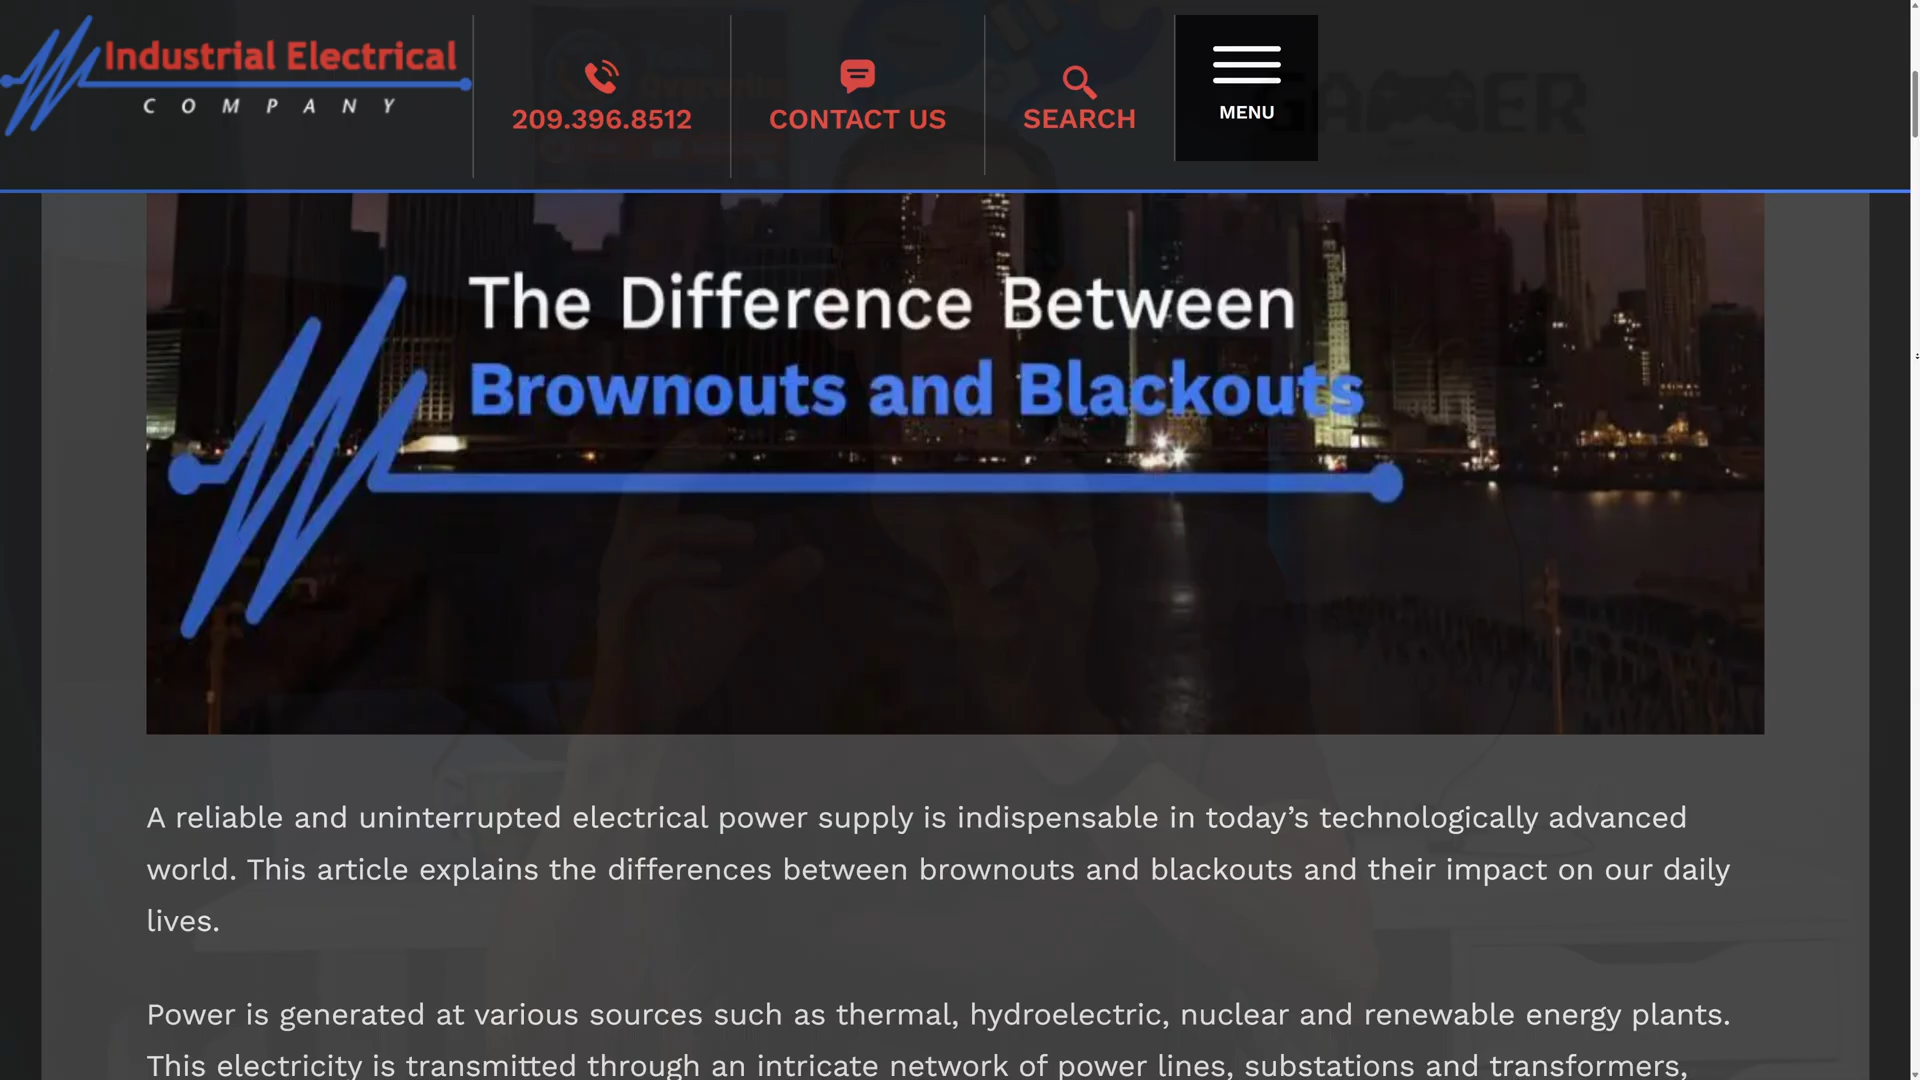 Industrial Electrical
COMPANY
209.396.8512
CONTACT US
SEARCH
MENU
The Difference Between
Brownouts and Blackouts
A reliable and uninterrupted electrical power supply is indispensable in today’s technologically advanced
world. This article explains the differences between brownouts and blackouts and their impact on our daily
lives.
Power is generated at various sources such as thermal, hydroelectric, nuclear and renewable energy plants.
This electricity is transmitted through an intricate network of power lines, substations and transformers,